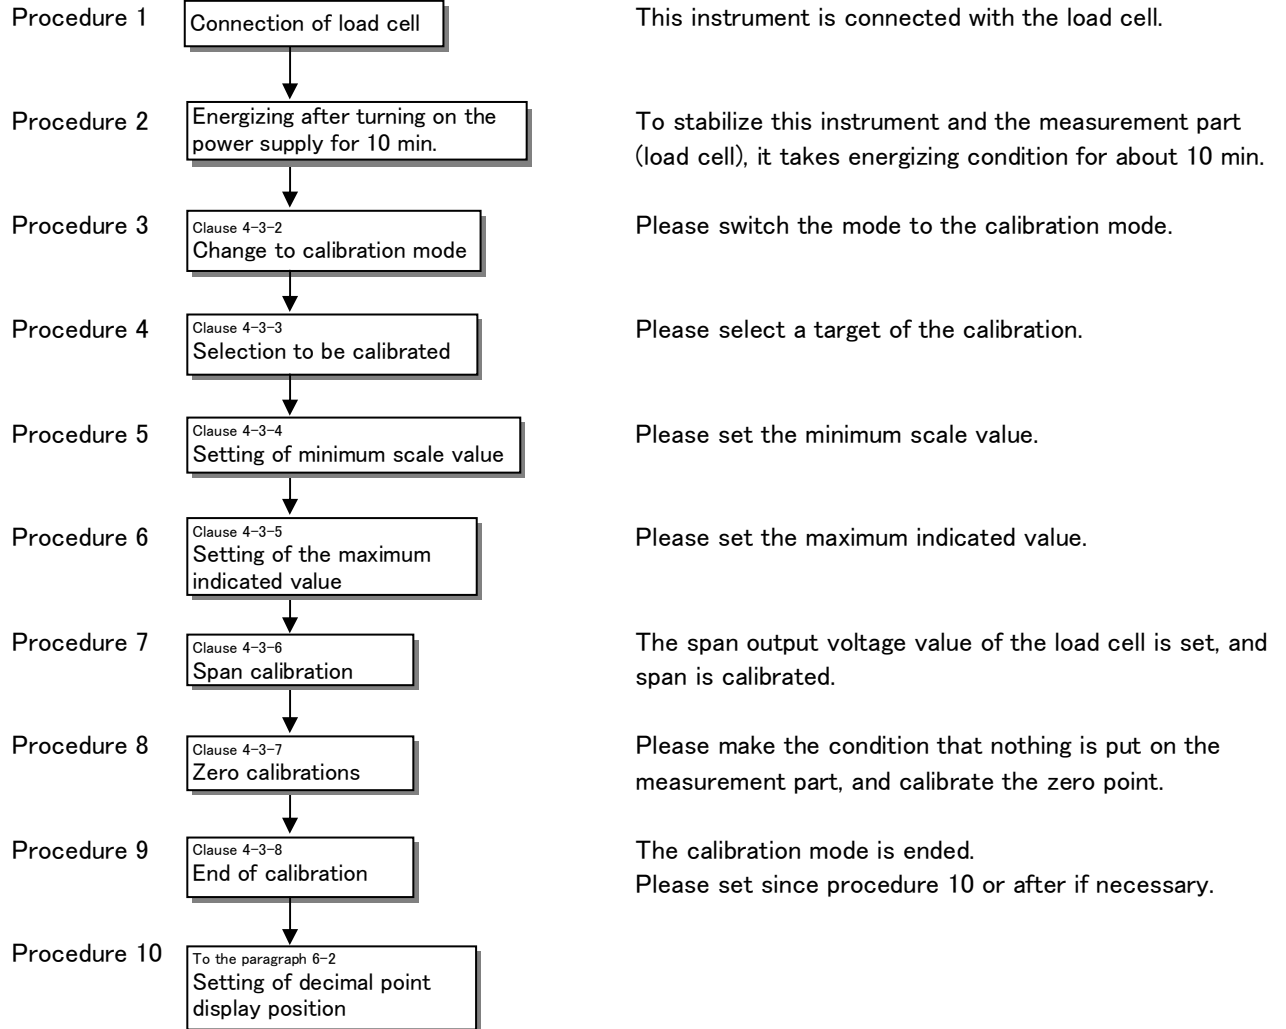 Procedure 1
Connection of load cell
This instrument is connected with the load cell.
Procedure 2
Energizing after turning on the
power supply for 10 min.
To stabilize this instrument and the measurement part
(load cell), it takes energizing condition for about 10 min.
Procedure 3
Clause 4-3-2
Change to calibration mode
Please switch the mode to the calibration mode.
Procedure 4
Clause 4-3-3
Selection to be calibrated
Please select a target of the calibration.
Procedure 5
Clause 4-3-4
Setting of minimum scale value
Please set the minimum scale value.
Procedure 6
Clause 4-3-5
Setting of the maximum
indicated value
Please set the maximum indicated value.
Procedure 7
Clause 4-3-6
Span calibration
The span output voltage value of the load cell is set, and
span is calibrated.
Procedure 8
Clause 4-3-7
Zero calibrations
Please make the condition that nothing is put on the
measurement part, and calibrate the zero point.
Procedure 9
Clause 4-3-8
End of calibration
The calibration mode is ended.
Please set since procedure 10 or after if necessary.
Procedure 10
To the paragraph 6-2
Setting of decimal point
display position